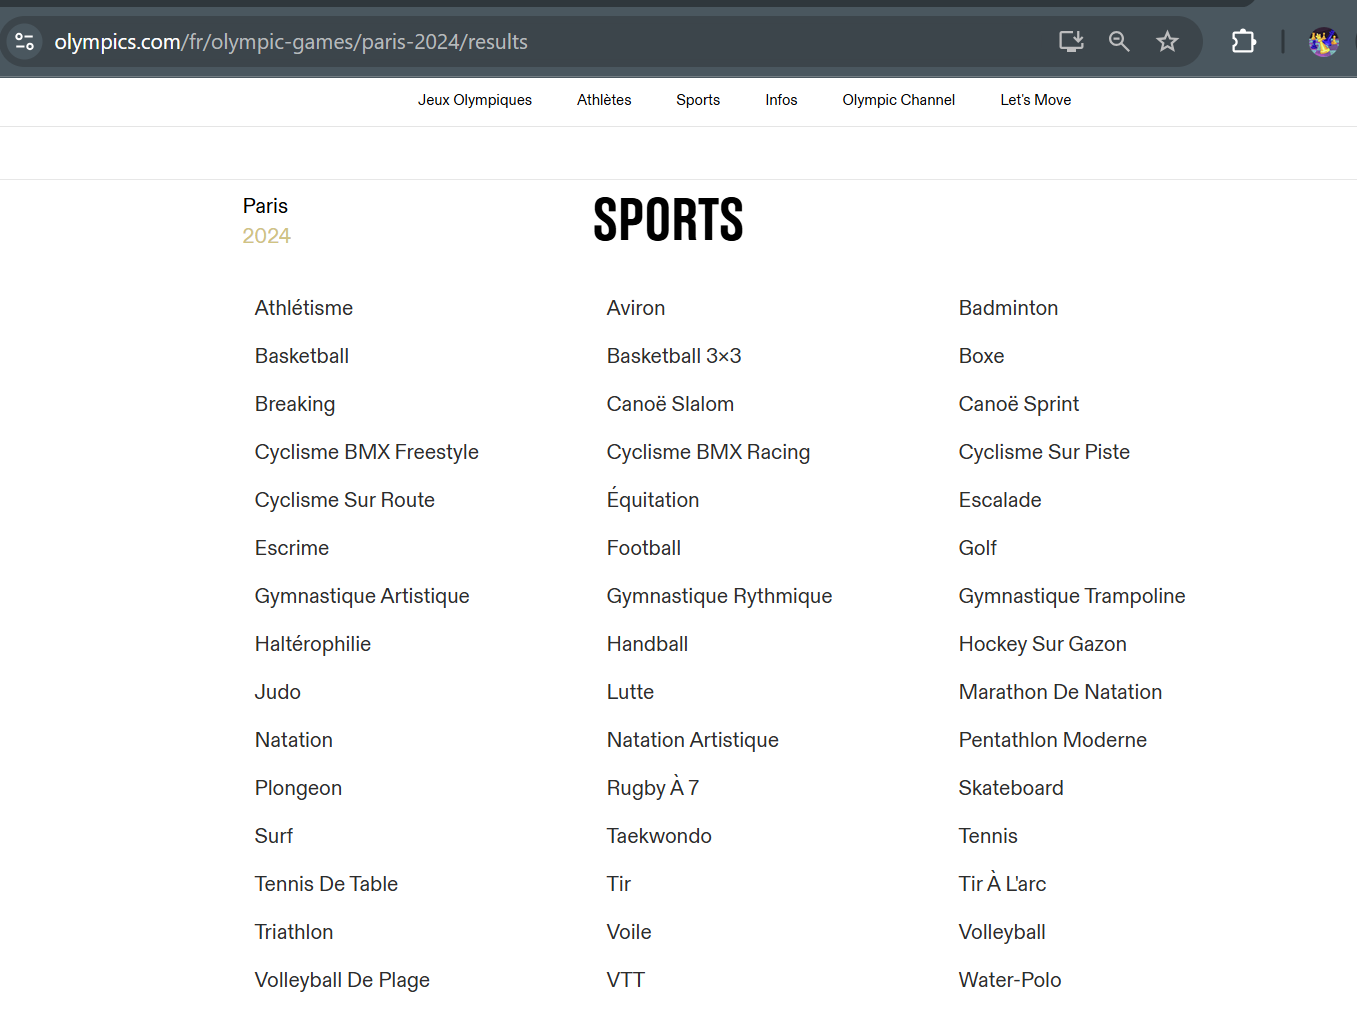 olympics.com/fr/olympic-games/paris-2024/results
Jeux Olympiques Athlètes Sports Infos Olympic Channel Let's Move
Paris
2024
SPORTS
Athlétisme Aviron Badminton
Basketball Basketball 3×3 Boxe
Breaking Canoë Slalom Canoë Sprint
Cyclisme BMX Freestyle Cyclisme BMX Racing Cyclisme Sur Piste
Cyclisme Sur Route Équitation Escalade
Escrime Football Golf
Gymnastique Artistique Gymnastique Rythmique Gymnastique Trampoline
Haltérophilie Handball Hockey Sur Gazon
Judo Lutte Marathon De Natation
Natation Natation Artistique Pentathlon Moderne
Plongeon Rugby À 7 Skateboard
Surf Taekwondo Tennis
Tennis De Table Tir Tir À L'arc
Triathlon Voile Volleyball
Volleyball De Plage VTT Water-Polo